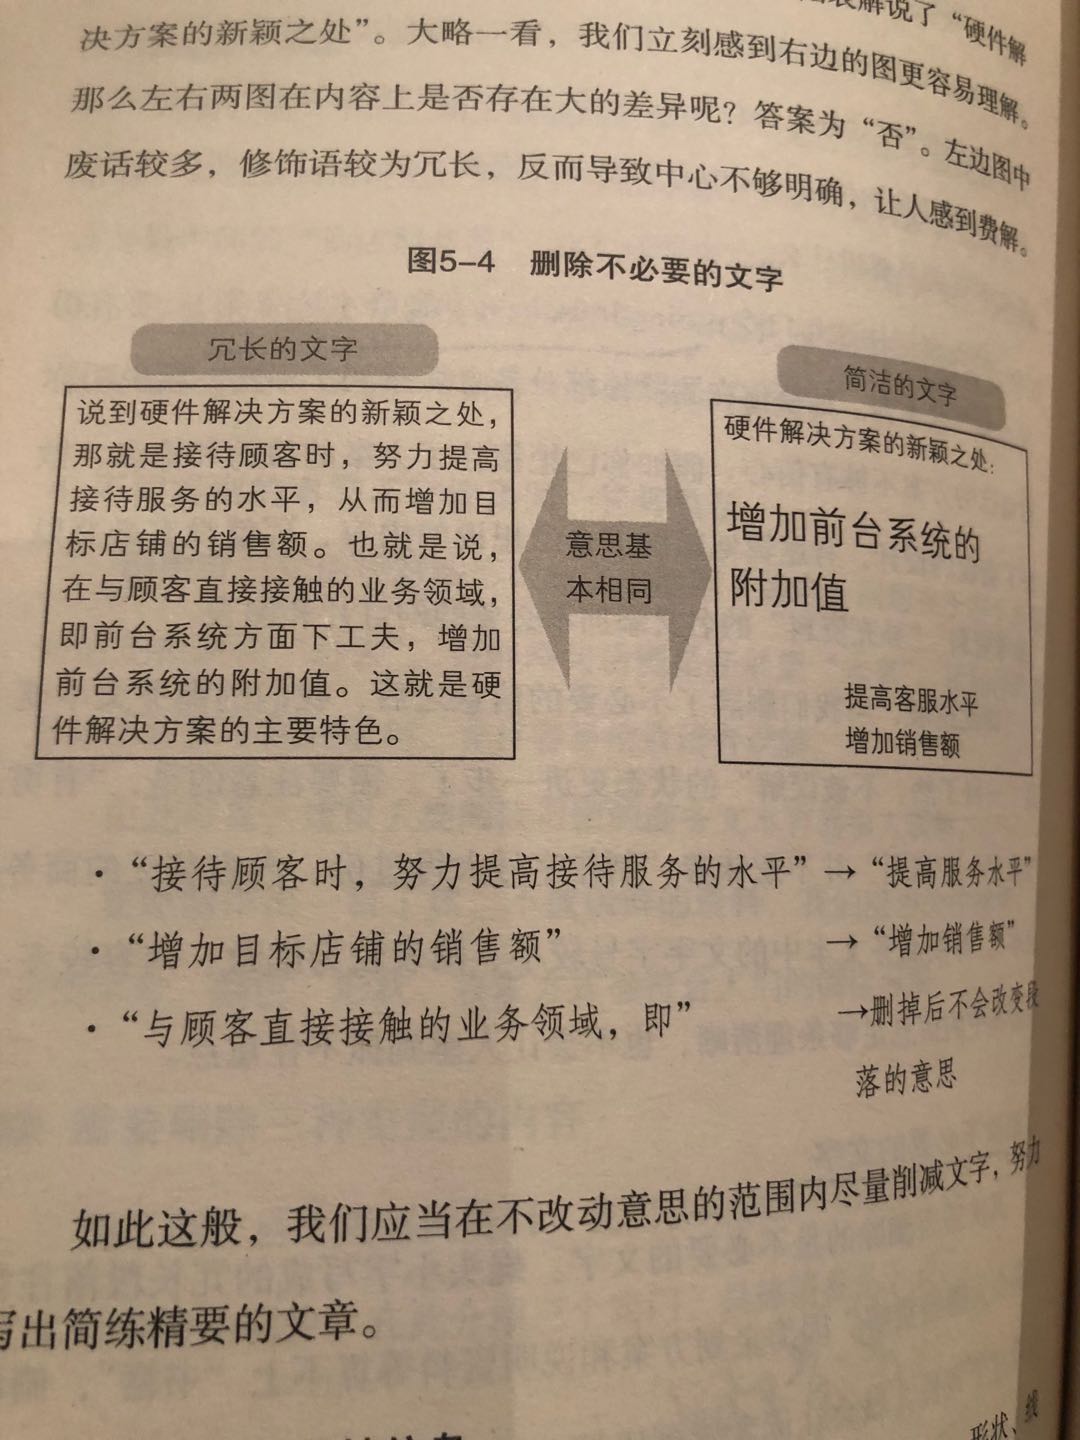 解说了“硬件解
决方案的新颖之处”。大略一看，我们立刻感到右边的图更容易理解。
那么左右两图在内容上是否存在大的差异呢？答案为“否”。左边图中
废话较多，修饰语较为冗长，反而导致中心不够明确，让人感到费解。
图5-4 删除不必要的文字
冗长的文字
说到硬件解决方案的新颖之处，
那就是接待顾客时，努力提高
接待服务的水平，从而增加目
标店铺的销售额。也就是说，
在与顾客直接接触的业务领域，
即前台系统方面下工夫，增加
前台系统的附加值。这就是硬
件解决方案的主要特色。
意思基
本相同
简洁的文字
硬件解决方案的新颖之处：
增加前台系统的
附加值
提高客服水平
增加销售额
·“接待顾客时，努力提高接待服务的水平”→“提高服务水平”
·“增加目标店铺的销售额” →“增加销售额”
·“与顾客直接接触的业务领域，即” →删掉后不会改变段
落的意思
如此这般，我们应当在不改动意思的范围内尽量削减文字，努力
写出简练精要的文章。
形状、线